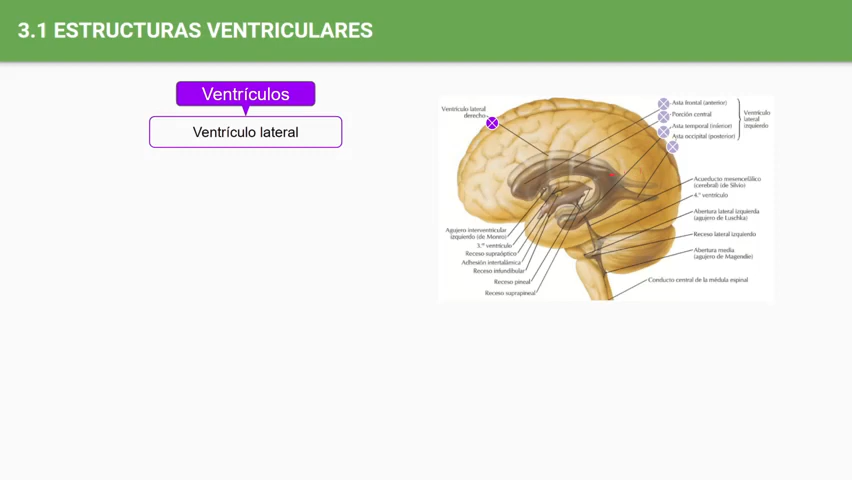 3.1 ESTRUCTURAS VENTRICULARES
Ventrículos
Ventrículo lateral
Ventrículo lateral
derecho
Asta frontal (anterior)
Porción central
Asta temporal (inferior)
Asta occipital (posterior)
Ventrículo
lateral
izquierdo
Acueducto mesencefálico
(cerebral) (de Silvio)
4.º ventrículo
Abertura lateral izquierda
(agujero de Luschka)
Receso lateral izquierdo
Abertura media
(agujero de Magendie)
Conducto central de la médula espinal
Agujero interventricular
izquierdo (de Monro)
3.er ventrículo
Receso supraóptico
Adhesión intertalámica
Receso infundibular
Receso pineal
Receso suprapineal